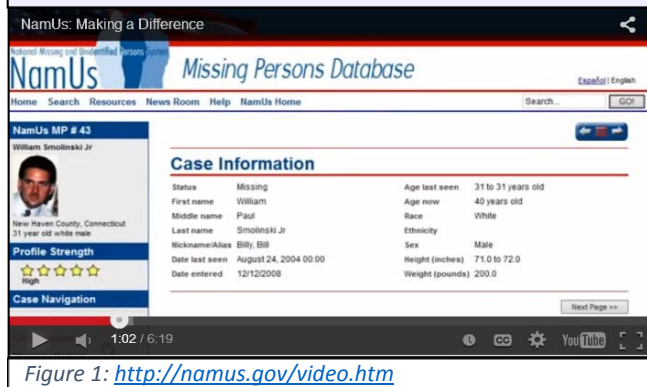 NamUs: Making a Difference
National Missing and Unidentified Persons System
NamUs
Missing Persons Database
Español | English
Home Search Resources News Room Help NamUs Home
Search... GO!
NamUs MP # 43
William Smolinski Jr
New Haven County, Connecticut
31 year old white male
Profile Strength
High
Case Navigation
Case Information
Status Missing
First name William
Middle name Paul
Last name Smolinski Jr
Nickname/Alias Billy, Bill
Date last seen August 24, 2004 00:00
Date entered 12/12/2008
Age last seen 31 to 31 years old
Age now 40 years old
Race White
Ethnicity
Sex Male
Height (inches) 71.0 to 72.0
Weight (pounds) 200.0
Next Page >>
1:02 / 6:19
CC
YouTube
Figure 1: http://namus.gov/video.htm